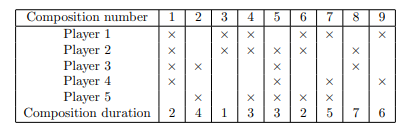 Composition number 1 2 3 4 5 6 7 8 9
Player 1 × × × × × ×
Player 2 × × × × × ×
Player 3 × × × ×
Player 4 × × × ×
Player 5 × × × × ×
Composition duration 2 4 1 3 3 2 5 7 6